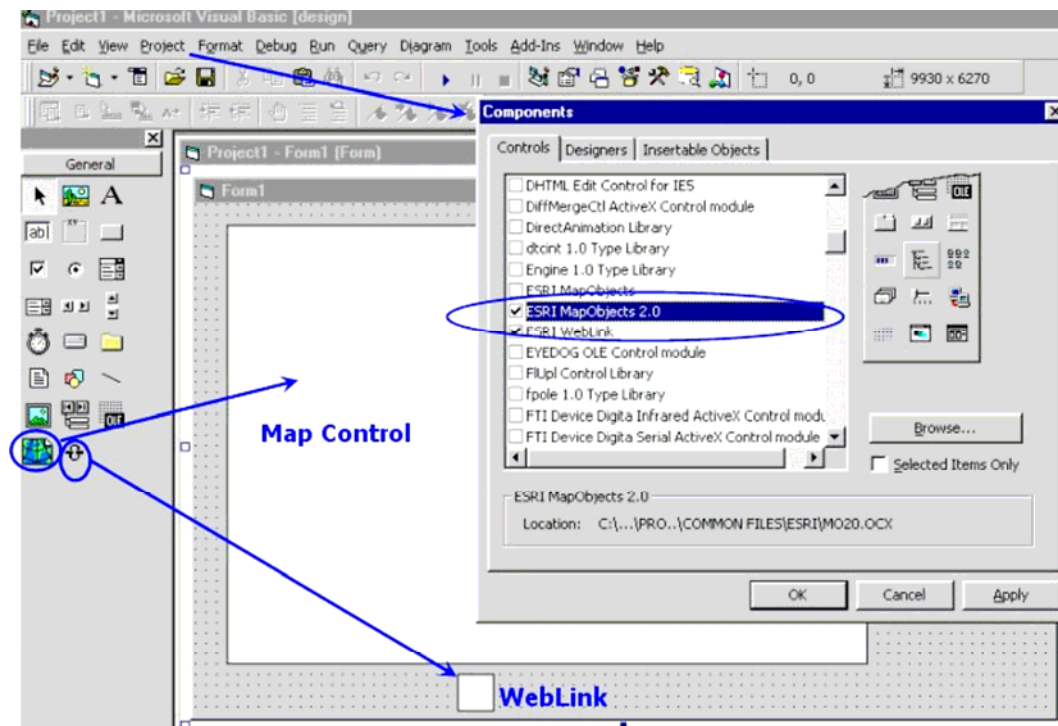 Project1 - Microsoft Visual Basic [design]
File Edit View Project Format Debug Run Query Diagram Tools Add-Ins Window Help
0, 0
9930 x 6270
General
A
ab
xy
OLE
Project1 - Form1 (Form)
Form1
Map Control
WebLink
Components
Controls
Designers
Insertable Objects
DHTML Edit Control for IE5
DiffMergeCtl ActiveX Control module
DirectAnimation Library
dtcint 1.0 Type Library
Engine 1.0 Type Library
ESRI MapObjects
ESRI MapObjects 2.0
ESRI WebLink
EYEDOG OLE Control module
FlUpl Control Library
fpole 1.0 Type Library
FTI Device Digita Infrared ActiveX Control modu
FTI Device Digita Serial ActiveX Control module
OLE
Browse...
Selected Items Only
ESRI MapObjects 2.0
Location: C:\...\PRO..\COMMON FILES\ESRI\MO20.OCX
OK
Cancel
Apply